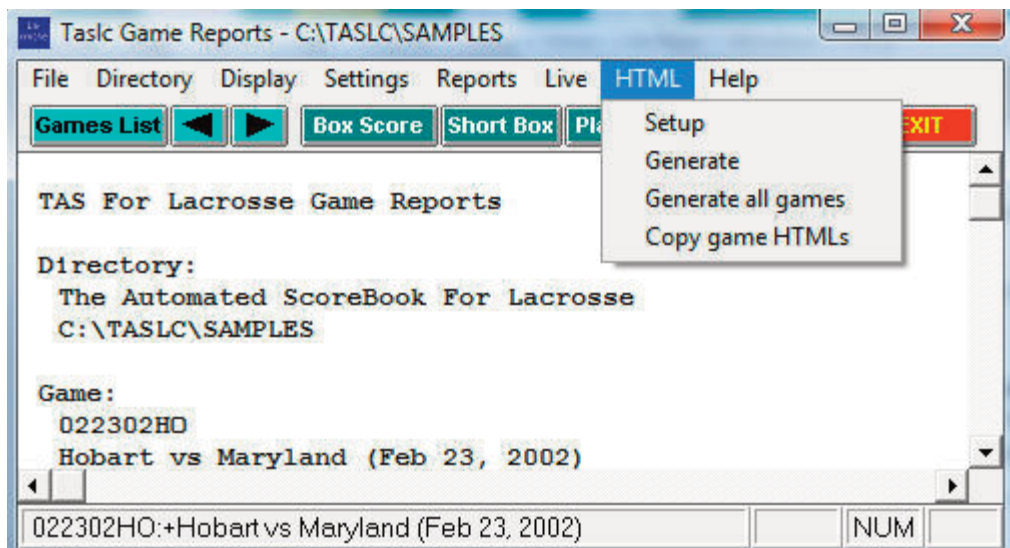 Taslc Game Reports - C:\TASLC\SAMPLES
File Directory Display Settings Reports Live HTML Help
Games List Box Score Short Box Pl EXIT
Setup
Generate
Generate all games
Copy game HTMLs
TAS For Lacrosse Game Reports
Directory:
The Automated ScoreBook For Lacrosse
C:\TASLC\SAMPLES
Game:
022302HO
Hobart vs Maryland (Feb 23, 2002)
022302HO:+Hobart vs Maryland (Feb 23, 2002) NUM